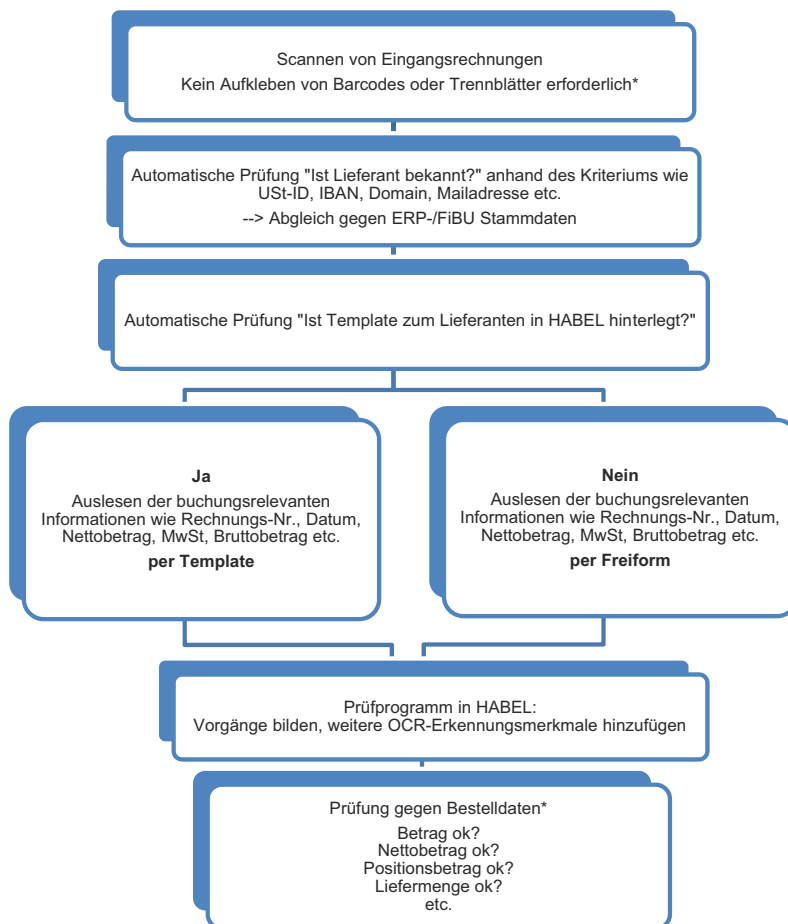 Scannen von Eingangsrechnungen
Kein Aufkleben von Barcodes oder Trennblätter erforderlich*
Automatische Prüfung "Ist Lieferant bekannt?" anhand des Kriteriums wie
USt-ID, IBAN, Domain, Mailadresse etc.
--> Abgleich gegen ERP-/FiBU Stammdaten
Automatische Prüfung "Ist Template zum Lieferanten in HABEL hinterlegt?"
Ja
Auslesen der buchungsrelevanten
Informationen wie Rechnungs-Nr., Datum,
Nettobetrag, MwSt, Bruttobetrag etc.
per Template
Nein
Auslesen der buchungsrelevanten
Informationen wie Rechnungs-Nr., Datum,
Nettobetrag, MwSt, Bruttobetrag etc.
per Freiform
Prüfprogramm in HABEL:
Vorgänge bilden, weitere OCR-Erkennungsmerkmale hinzufügen
Prüfung gegen Bestelldaten*
Betrag ok?
Nettobetrag ok?
Positionsbetrag ok?
Liefermenge ok?
etc.